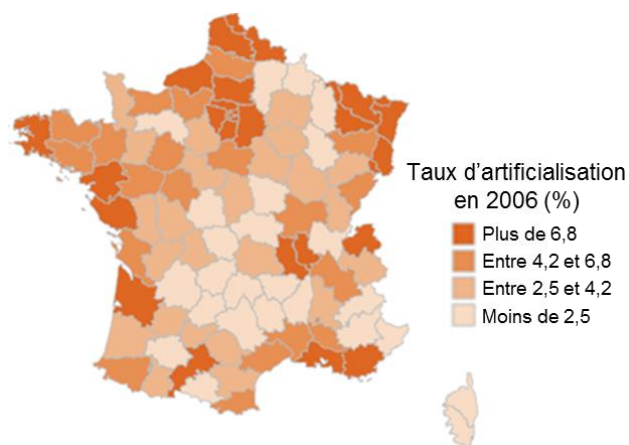 Taux d'artificialisation
en 2006 (%)
Plus de 6,8
Entre 4,2 et 6,8
Entre 2,5 et 4,2
Moins de 2,5